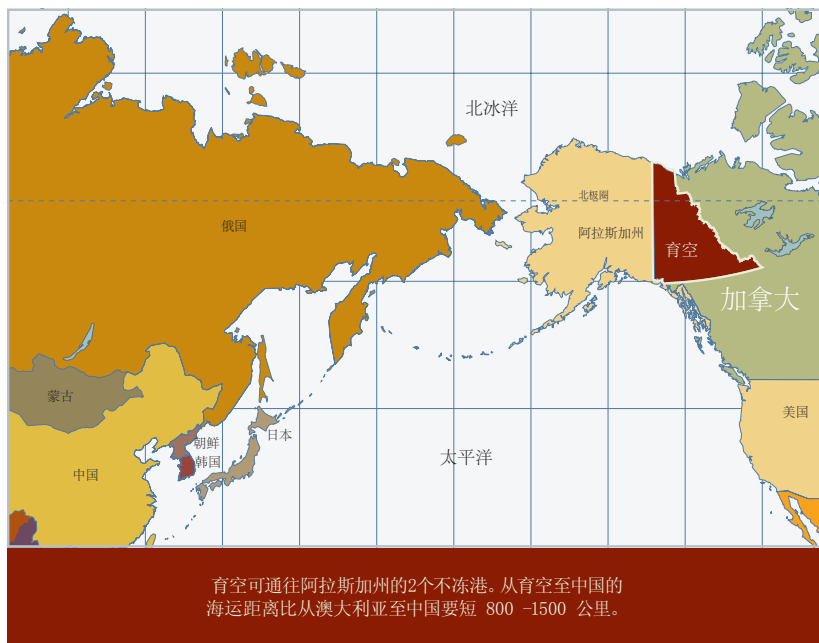 北冰洋
北极圈
俄国
阿拉斯加州
育空
加拿大
蒙古
美国
日本
朝鲜
韩国
太平洋
中国
育空可通往阿拉斯加州的2个不冻港。从育空至中国的
海运距离比从澳大利亚至中国要短 800 -1500 公里。